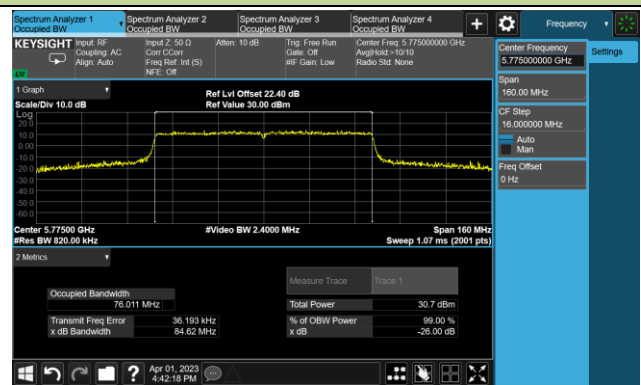 Spectrum Analyzer 1
Occupied BW
Spectrum Analyzer 2
Occupied BW
Spectrum Analyzer 3
Occupied BW
Spectrum Analyzer 4
Occupied BW
+
Frequency
KEYSIGHT
Input: RF
Coupling: AC
Align: Auto
Input Z: 50 Ω
Corr CCorr
Freq Ref: Int (S)
NFE: Off
Atten: 10 dB
Trig: Free Run
Gate: Off
#IF Gain: Low
Center Freq: 5.775000000 GHz
Avg|Hold:>10/10
Radio Std: None
Center Frequency
5.775000000 GHz
Settings
Span
160.00 MHz
CF Step
16.000000 MHz
Auto
Man
Freq Offset
0 Hz
1 Graph
Scale/Div 10.0 dB
Ref Lvl Offset 22.40 dB
Ref Value 30.00 dBm
Log
20.0
10.0
0.00
-10.0
-20.0
-30.0
-40.0
-50.0
-60.0
Center 5.77500 GHz
#Res BW 820.00 kHz
#Video BW 2.4000 MHz
Span 160 MHz
Sweep 1.07 ms (2001 pts)
2 Metrics
Measure Trace
Trace 1
Occupied Bandwidth
76.011 MHz
Total Power
30.7 dBm
Transmit Freq Error
36.193 kHz
% of OBW Power
99.00 %
x dB Bandwidth
84.62 MHz
x dB
-26.00 dB
?
Apr 01, 2023
4:42:18 PM